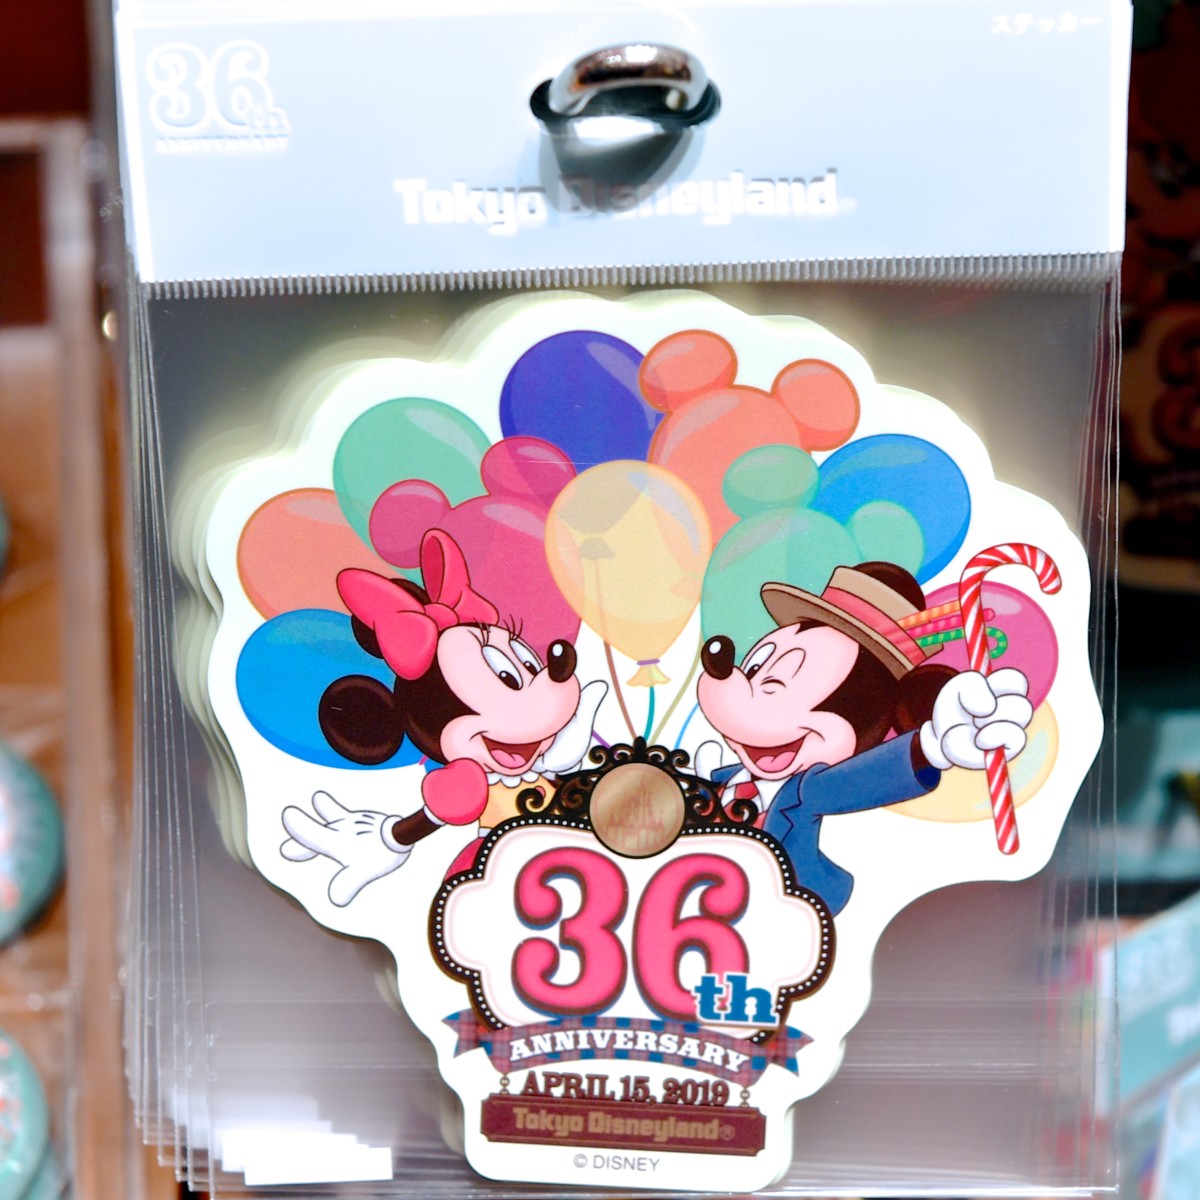 ステッカー
36th
ANNIVERSARY
Tokyo Disneyland
36th
ANNIVERSARY
APRIL 15, 2019
Tokyo Disneyland®
© DISNEY